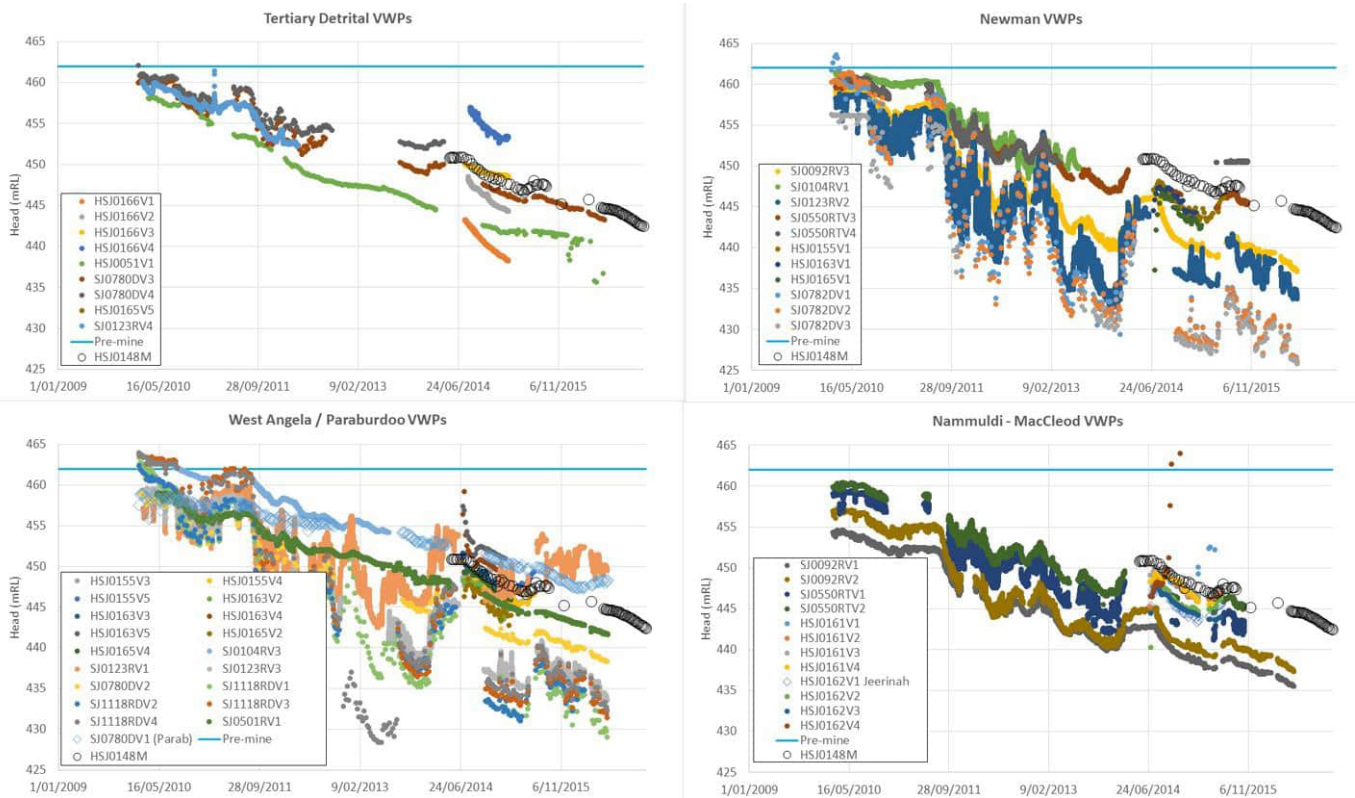 Tertiary Detrital VWPs
465
460
455
450
445
440
435
430
425
Head (mRL)
HSJ0166V1
HSJ0166V2
HSJ0166V3
HSJ0166V4
HSJ0051V1
SJ0780DV3
SJ0780DV4
HSJ0165V5
SJ0123RV4
Pre-mine
HSJ0148M
1/01/2009 16/05/2010 28/09/2011 9/02/2013 24/06/2014 6/11/2015
Newman VWPs
465
460
455
450
445
440
435
430
425
Head (mRL)
SJ0092RV3
SJ0104RV1
SJ0123RV2
SJ0550RTV3
SJ0550RTV4
HSJ0155V1
HSJ0163V1
HSJ0165V1
SJ0782DV1
SJ0782DV2
SJ0782DV3
Pre-mine
HSJ0148M
1/01/2009 16/05/2010 28/09/2011 9/02/2013 24/06/2014 6/11/2015
West Angela / Paraburdoo VWPs
465
460
455
450
445
440
435
430
425
Head (mRL)
HSJ0155V3 HSJ0155V4
HSJ0155V5 HSJ0163V2
HSJ0163V3 HSJ0163V4
HSJ0163V5 HSJ0165V2
HSJ0165V4 SJ0104RV3
SJ0123RV1 SJ0123RV3
SJ0780DV2 SJ1118RDV1
SJ1118RDV2 SJ1118RDV3
SJ1118RDV4 SJ0501RV1
SJ0780DV1 (Parab) Pre-mine
HSJ0148M
1/01/2009 16/05/2010 28/09/2011 9/02/2013 24/06/2014 6/11/2015
Nammuldi - MacCleod VWPs
465
460
455
450
445
440
435
430
425
Head (mRL)
SJ0092RV1
SJ0092RV2
SJ0550RTV1
SJ0550RTV2
HSJ0161V1
HSJ0161V2
HSJ0161V3
HSJ0161V4
HSJ0162V1 Jeerinah
HSJ0162V2
HSJ0162V3
HSJ0162V4
Pre-mine
HSJ0148M
1/01/2009 16/05/2010 28/09/2011 9/02/2013 24/06/2014 6/11/2015